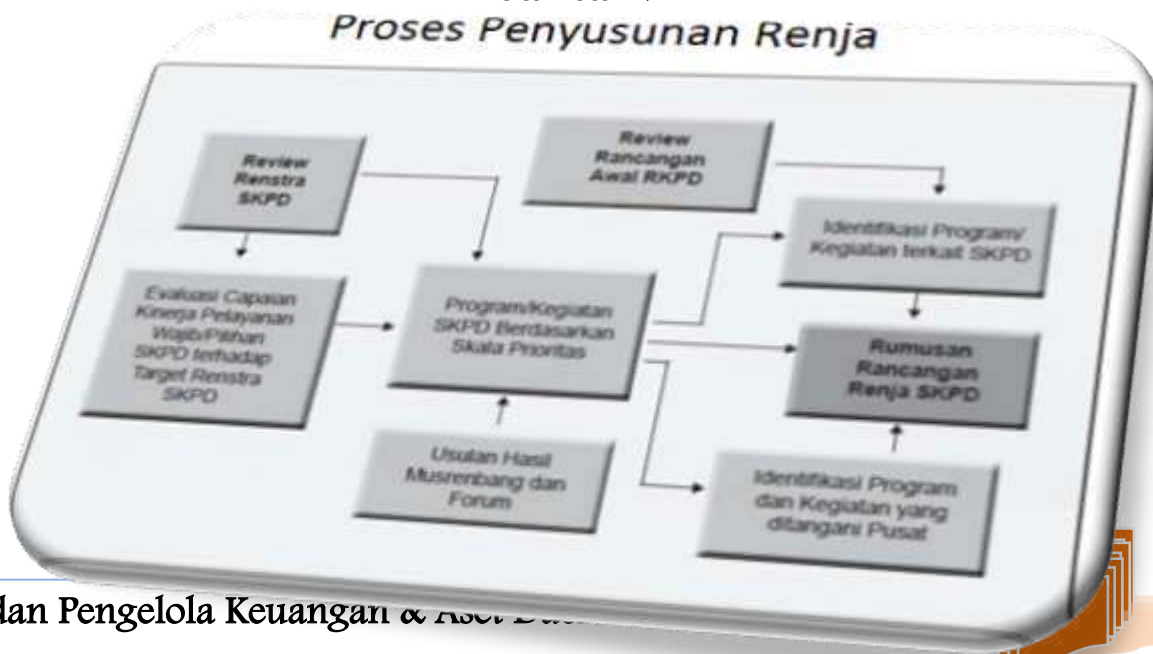 Proses Penyusunan Renja
Review
Renstra
SKPD
Review
Rancangan
Awal RKPD
Identifikasi Program/
Kegiatan terkait SKPD
Evaluasi Capaian
Kinerja Pelayanan
Wajib/Pilihan
SKPD terhadap
Target Renstra
SKPD
Program/Kegiatan
SKPD Berdasarkan
Skala Prioritas
Rumusan
Rancangan
Renja SKPD
Usulan Hasil
Musrenbang dan
Forum
Identifikasi Program
dan Kegiatan yang
ditangani Pusat
dan Pengelola Keuangan & Aset